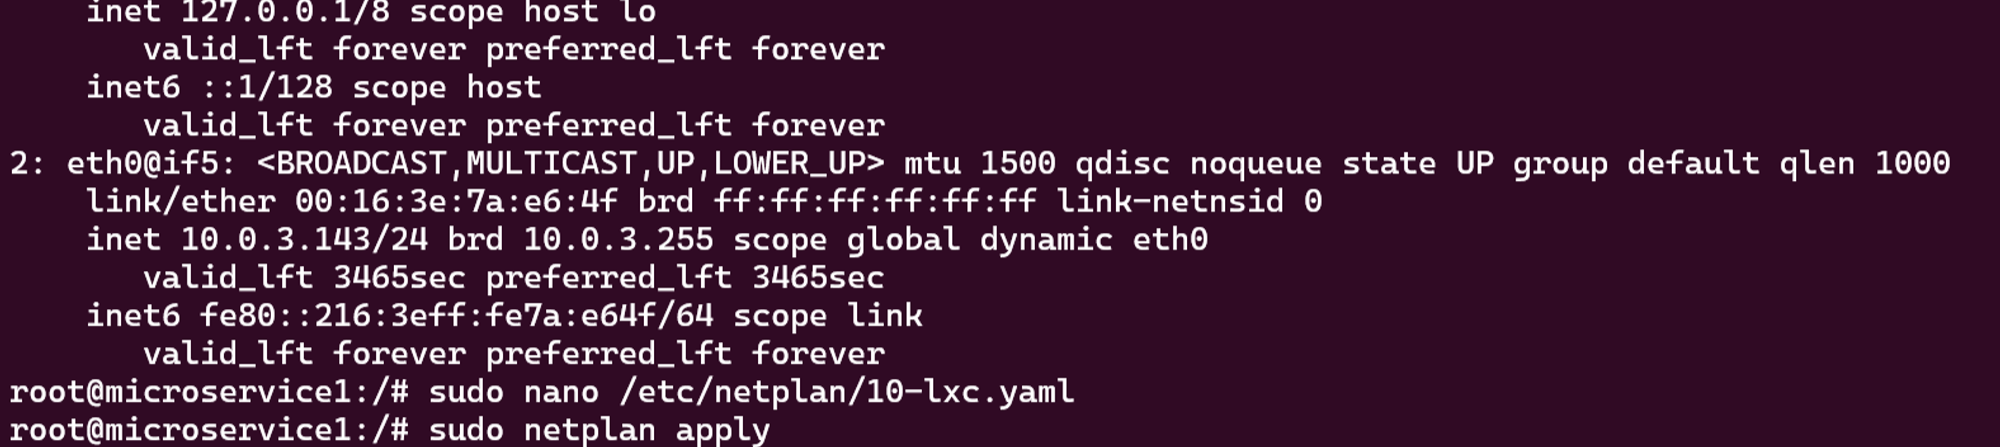 inet 127.0.0.1/8 scope host lo
valid_lft forever preferred_lft forever
inet6 ::1/128 scope host
valid_lft forever preferred_lft forever
2: eth0@if5: <BROADCAST,MULTICAST,UP,LOWER_UP> mtu 1500 qdisc noqueue state UP group default qlen 1000
link/ether 00:16:3e:7a:e6:4f brd ff:ff:ff:ff:ff:ff link-netnsid 0
inet 10.0.3.143/24 brd 10.0.3.255 scope global dynamic eth0
valid_lft 3465sec preferred_lft 3465sec
inet6 fe80::216:3eff:fe7a:e64f/64 scope link
valid_lft forever preferred_lft forever
root@microservice1:/# sudo nano /etc/netplan/10-lxc.yaml
root@microservice1:/# sudo netplan apply